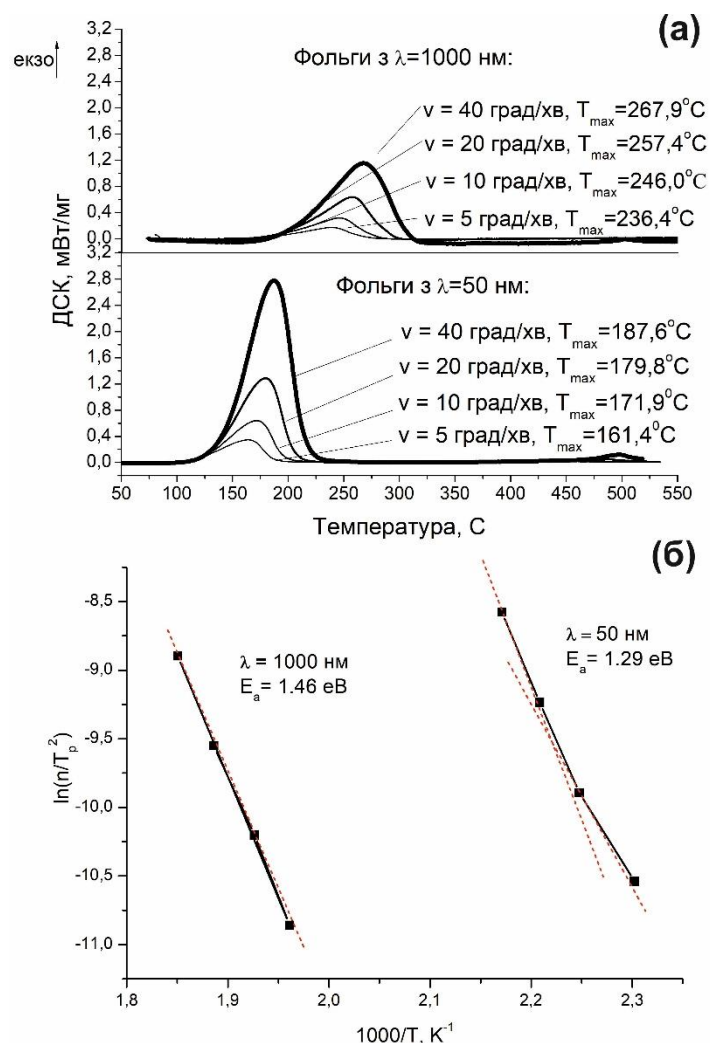 (а)
екзо
Фольги з λ=1000 нм:
v = 40 град/хв, Tmax=267,9°C
v = 20 град/хв, Tmax=257,4°C
v = 10 град/хв, Tmax=246,0°C
v = 5 град/хв, Tmax=236,4°C
3,2
2,8
2,4
2,0
1,6
1,2
0,8
0,4
0,0
Фольги з λ=50 нм:
v = 40 град/хв, Tmax=187,6°C
v = 20 град/хв, Tmax=179,8°C
v = 10 град/хв, Tmax=171,9°C
v = 5 град/хв, Tmax=161,4°C
3,2
2,8
2,4
2,0
1,6
1,2
0,8
0,4
0,0
ДСК, мВт/мг
50 100 150 200 250 300 350 400 450 500 550
Температура, С
(б)
λ = 1000 нм
Ea= 1.46 еВ
λ = 50 нм
Ea= 1.29 еВ
-8,5
-9,0
-9,5
-10,0
-10,5
-11,0
ln(n/Tp²)
1,8 1,9 2,0 2,1 2,2 2,3
1000/T, K⁻¹